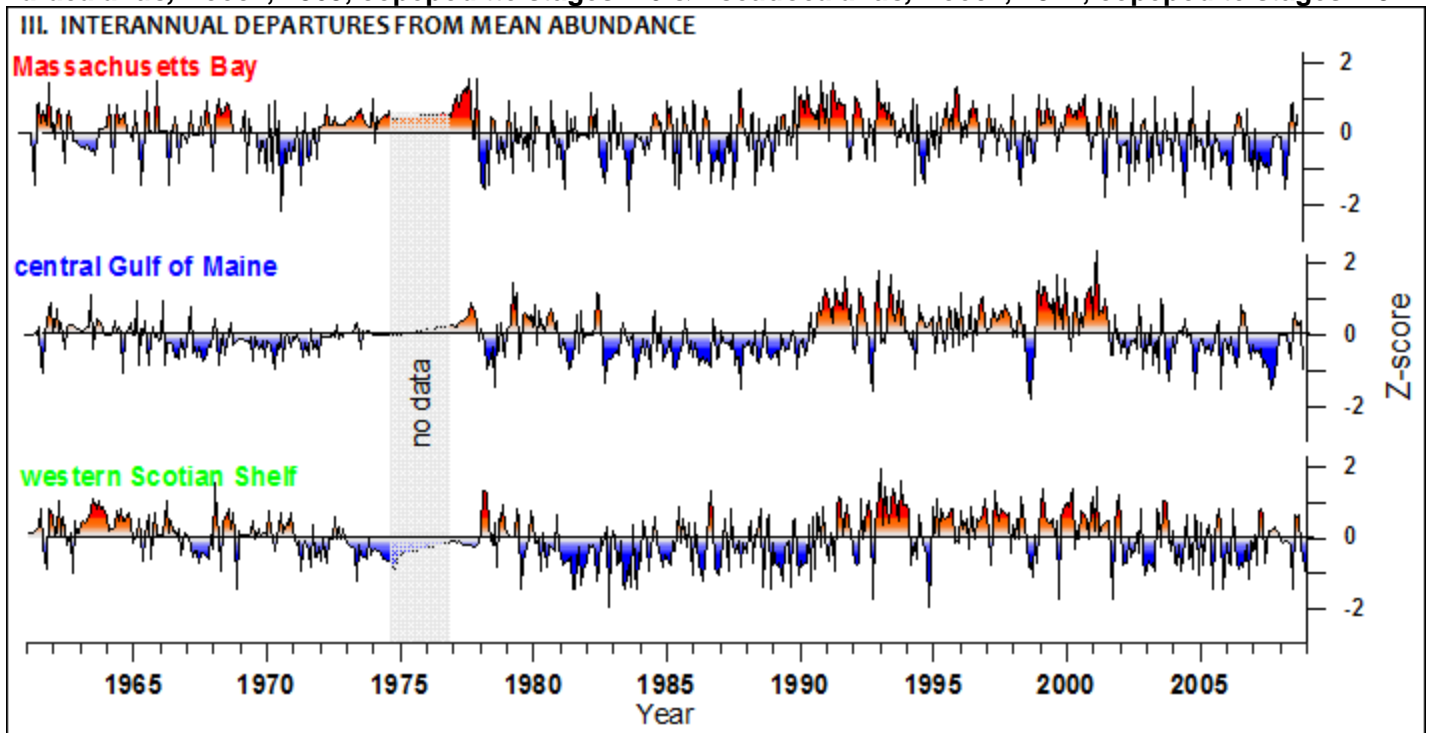 III. INTERANNUAL DEPARTURES FROM MEAN ABUNDANCE
Massachusetts Bay
2
0
-2
central Gulf of Maine
2
0
-2
Z-score
no data
western Scotian Shelf
2
0
-2
1965 1970 1975 1980 1985 1990 1995 2000 2005
Year